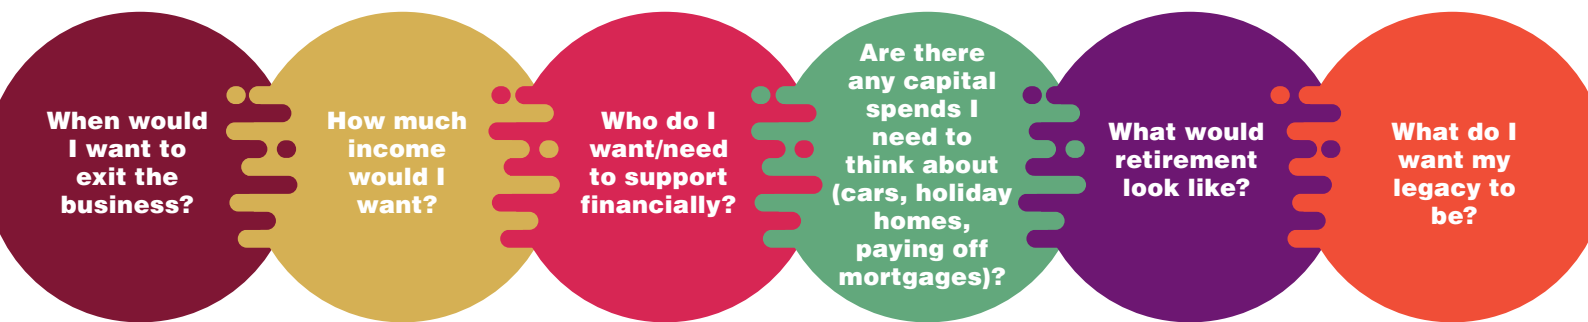 When would
I want to
exit the
business?
How much
income
would I
want?
Who do I
want/need
to support
financially?
Are there
any capital
spends I
need to
think about
(cars, holiday
homes,
paying off
mortgages)?
What would
retirement
look like?
What do I
want my
legacy to
be?